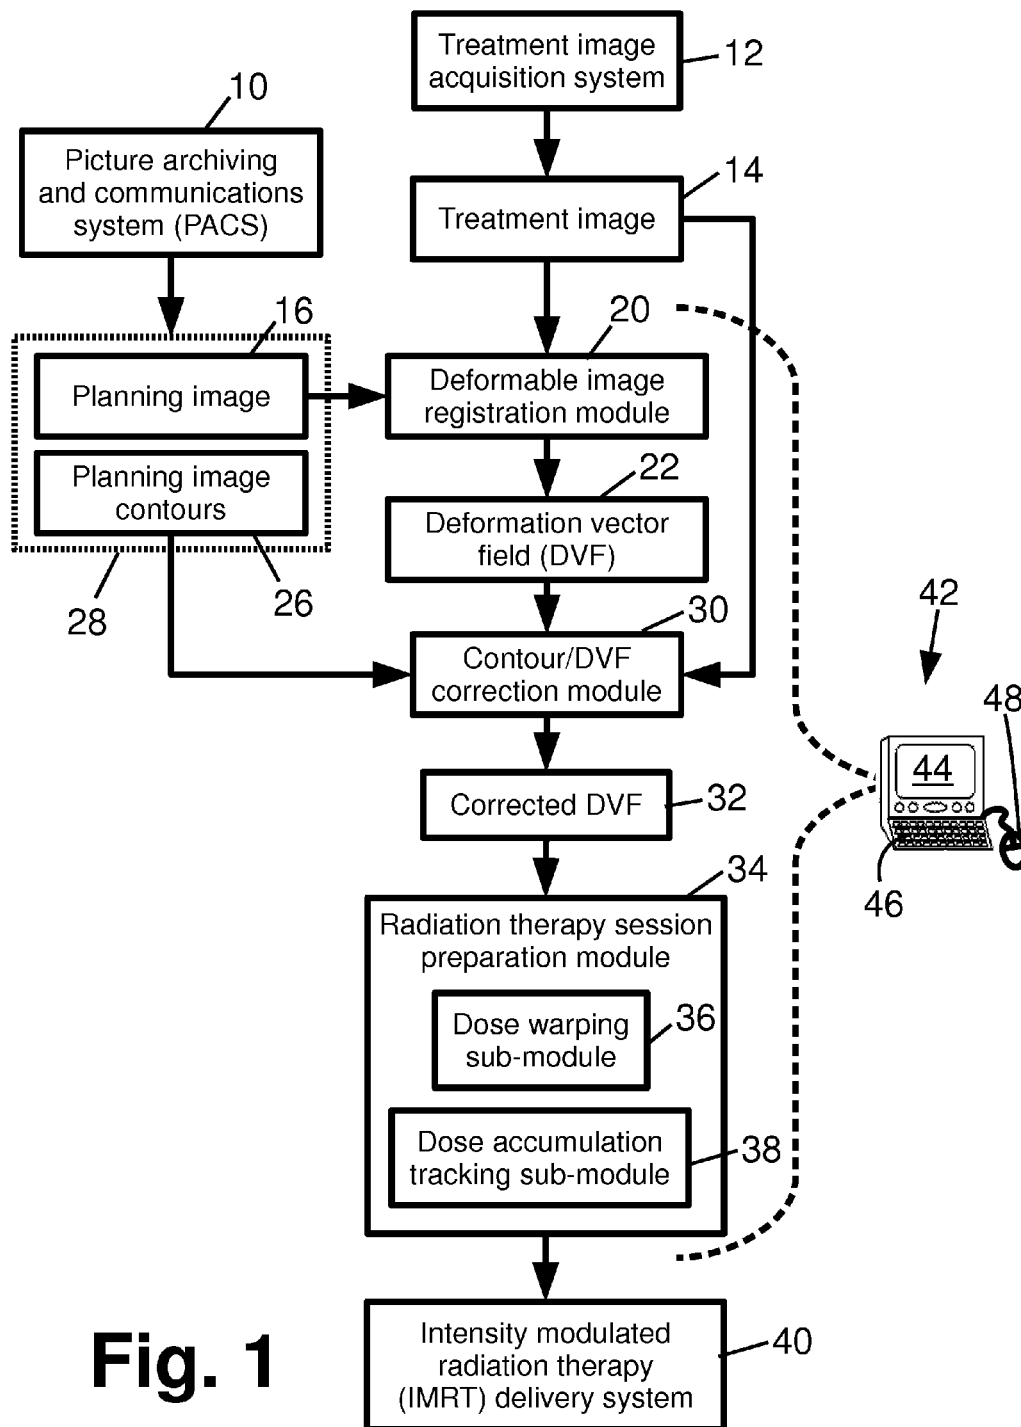 Treatment image
acquisition system
12
10
Picture archiving
and communications
system (PACS)
14
Treatment image
16
20
Planning image
Deformable image
registration module
Planning image
contours
22
Deformation vector
field (DVF)
28
26
30
42
Contour/DVF
correction module
48
44
Corrected DVF
32
46
34
Radiation therapy session
preparation module
Dose warping
sub-module
36
Dose accumulation
tracking sub-module
38
Intensity modulated
radiation therapy
(IMRT) delivery system
40
Fig. 1